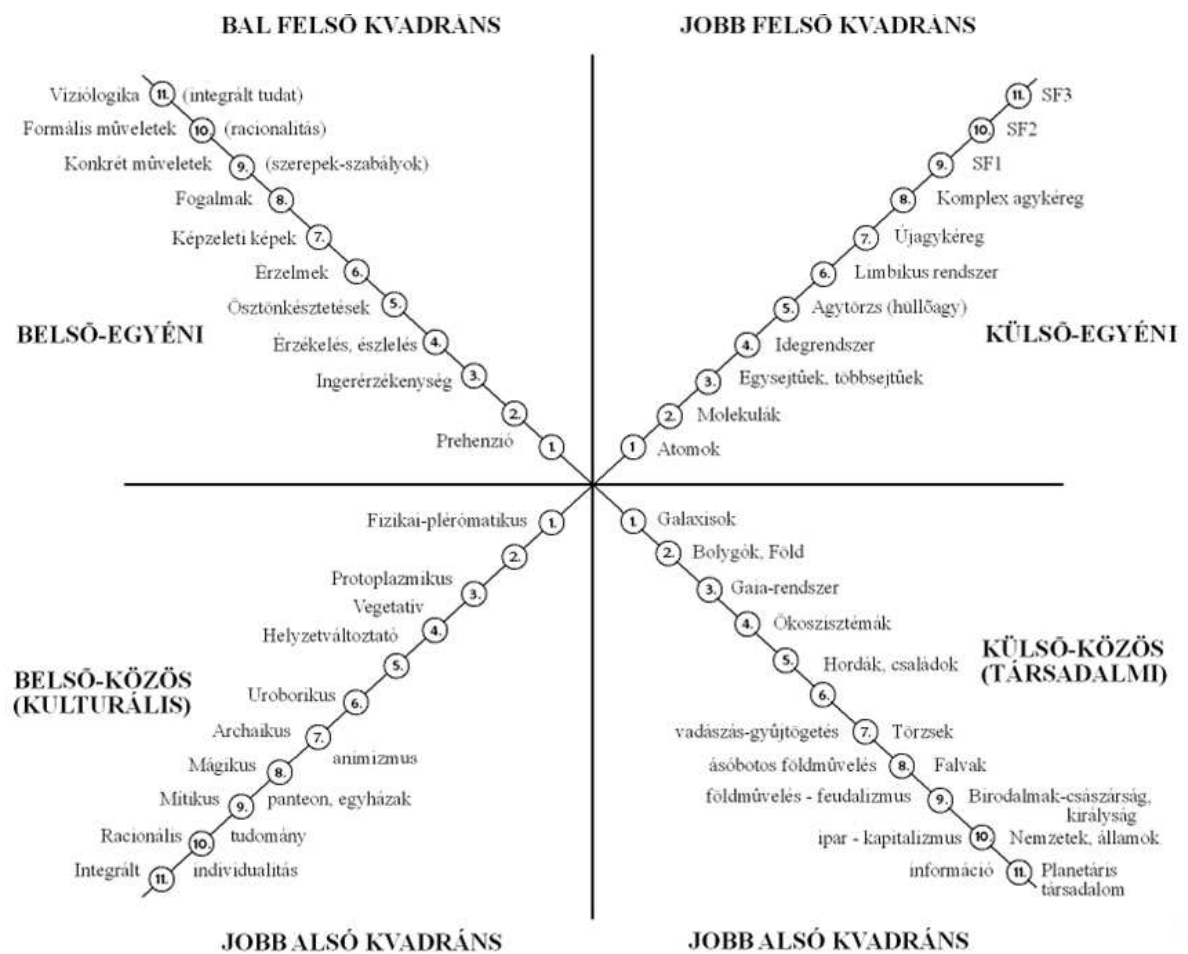 BAL FELSŐ KVADRÁNS
JOBB FELSŐ KVADRÁNS
Víziólogika 11. (integrált tudat)
Formális műveletek 10. (racionalitás)
Konkrét műveletek 9. (szerepek-szabályok)
Fogalmak 8.
Képzeleti képek 7.
Érzelmek 6.
Ösztönkésztetések 5.
BELSŐ-EGYÉNI
Érzékelés, észlelés 4.
Ingerérzékenység 3.
2.
Prehenzió 1.
11. SF3
10. SF2
9. SF1
8. Komplex agykéreg
7. Újagykéreg
6. Limbikus rendszer
5. Agytörzs (hüllőagy)
KÜLSŐ-EGYÉNI
4. Idegrendszer
3. Egysejtűek, többsejtűek
2. Molekulák
1 Atomok
Fizikai-plérómatikus 1.
2.
Protoplazmikus 3.
Vegetatív 4.
Helyzetváltoztató 5.
BELSŐ-KÖZÖS
(KULTURÁLIS)
Uroborikus 6.
Archaikus 7. animizmus
Mágikus 8.
Mítikus 9. panteon, egyházak
Racionális 10. tudomány
Integrált 11. individualitás
1. Galaxisok
2. Bolygók, Föld
3. Gaia-rendszer
4. Ökoszisztémák
5. Hordák, családok
KÜLSŐ-KÖZÖS
(TÁRSADALMI)
6.
vadászás-gyűjtögetés 7. Törzsek
ásóbotos földművelés 8. Falvak
földművelés - feudalizmus 9. Birodalmak-császárság,
királyság
ipar - kapitalizmus 10. Nemzetek, államok
információ 11. Planetáris
társadalom
JOBB ALSÓ KVADRÁNS
JOBB ALSÓ KVADRÁNS